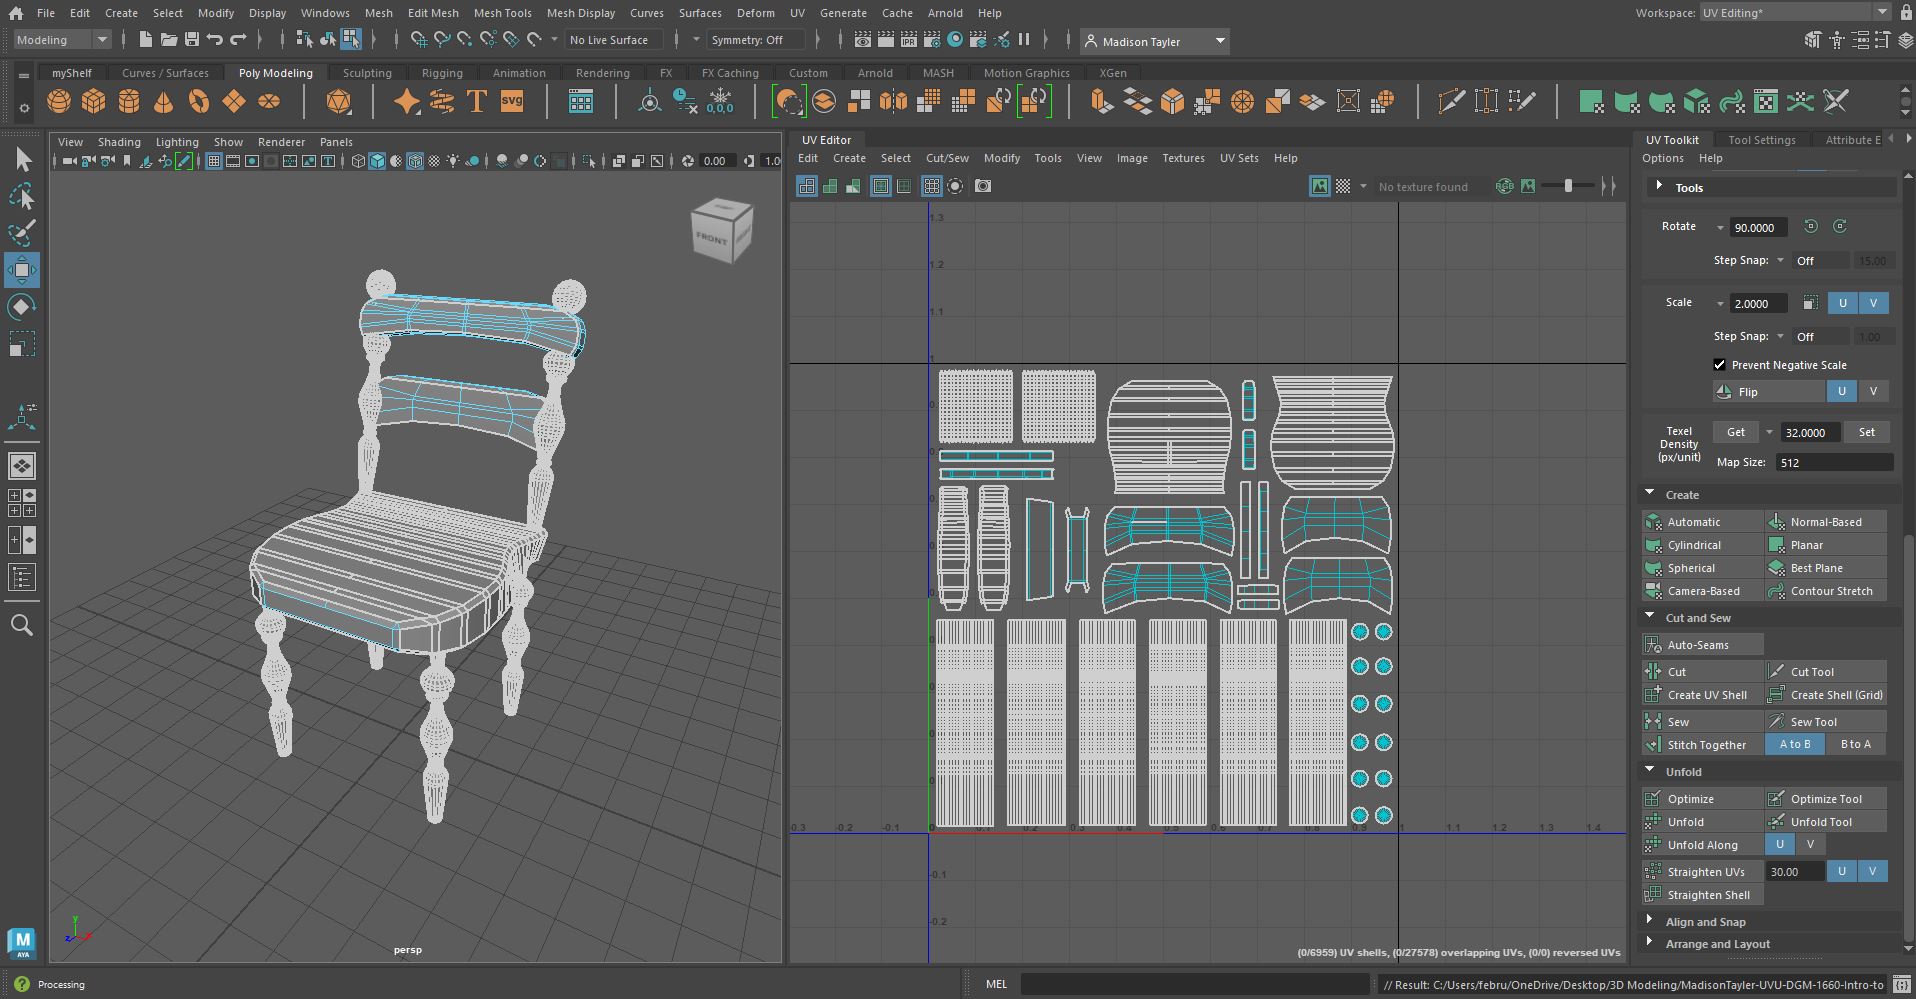 File Edit Create Select Modify Display Windows Mesh Edit Mesh Mesh Tools Mesh Display Curves Surfaces Deform UV Generate Cache Arnold Help Workspace: UV Editing*
Modeling No Live Surface Symmetry: Off IPR Madison Tayler
myShelf Curves / Surfaces Poly Modeling Sculpting Rigging Animation Rendering FX FX Caching Custom Arnold MASH Motion Graphics XGen
SVG 0,0,0
View Shading Lighting Show Renderer Panels
0.00 1.0
FRONT
persp
UV Editor
Edit Create Select Cut/Sew Modify Tools View Image Textures UV Sets Help
No texture found RGB
1.3
1.2
1.1
1
-0.3 -0.2 -0.1 0 0.1 0.2 0.3 0.4 0.5 0.6 0.7 0.8 0.9 1 1.1 1.2 1.3 1.4
-0.1
-0.2
(0/6959) UV shells, (0/27578) overlapping UVs, (0/0) reversed UVs
UV Toolkit Tool Settings Attribute E
Options Help
Tools
Rotate 90.0000
Step Snap: Off 15.00
Scale 2.0000 U V
Step Snap: Off 1.00
Prevent Negative Scale
Flip U V
Texel Density (px/unit) Get 32.0000 Set
Map Size: 512
Create
Automatic Normal-Based
Cylindrical Planar
Spherical Best Plane
Camera-Based Contour Stretch
Cut and Sew
Auto-Seams
Cut Cut Tool
Create UV Shell Create Shell (Grid)
Sew Sew Tool
Stitch Together A to B B to A
Unfold
Optimize Optimize Tool
Unfold Unfold Tool
Unfold Along U V
Straighten UVs 30.00 U V
Straighten Shell
Align and Snap
Arrange and Layout
M
AYA
Processing MEL // Result: C:/Users/febru/OneDrive/Desktop/3D Modeling/MadisonTayler-UVU-DGM-1660-Intro-to